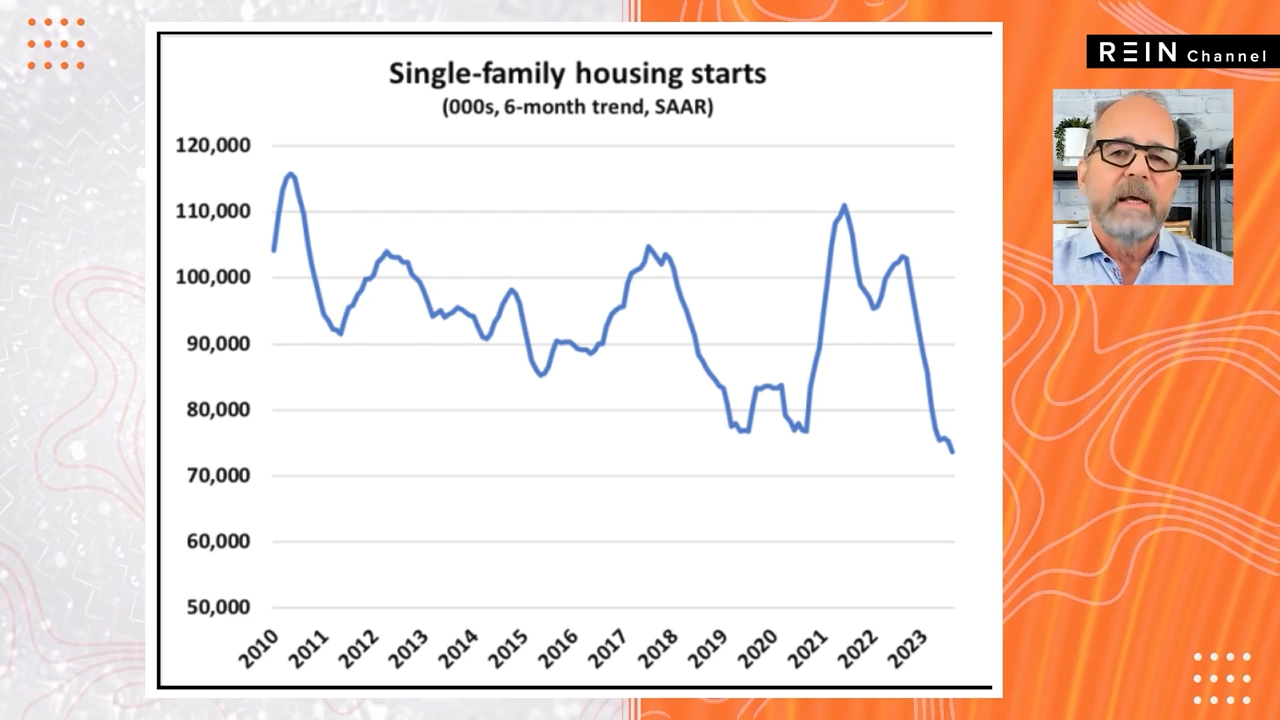 Single-family housing starts
(000s, 6-month trend, SAAR)
120,000
110,000
100,000
90,000
80,000
70,000
60,000
50,000
2010 2011 2012 2013 2014 2015 2016 2017 2018 2019 2020 2021 2022 2023
REIN Channel